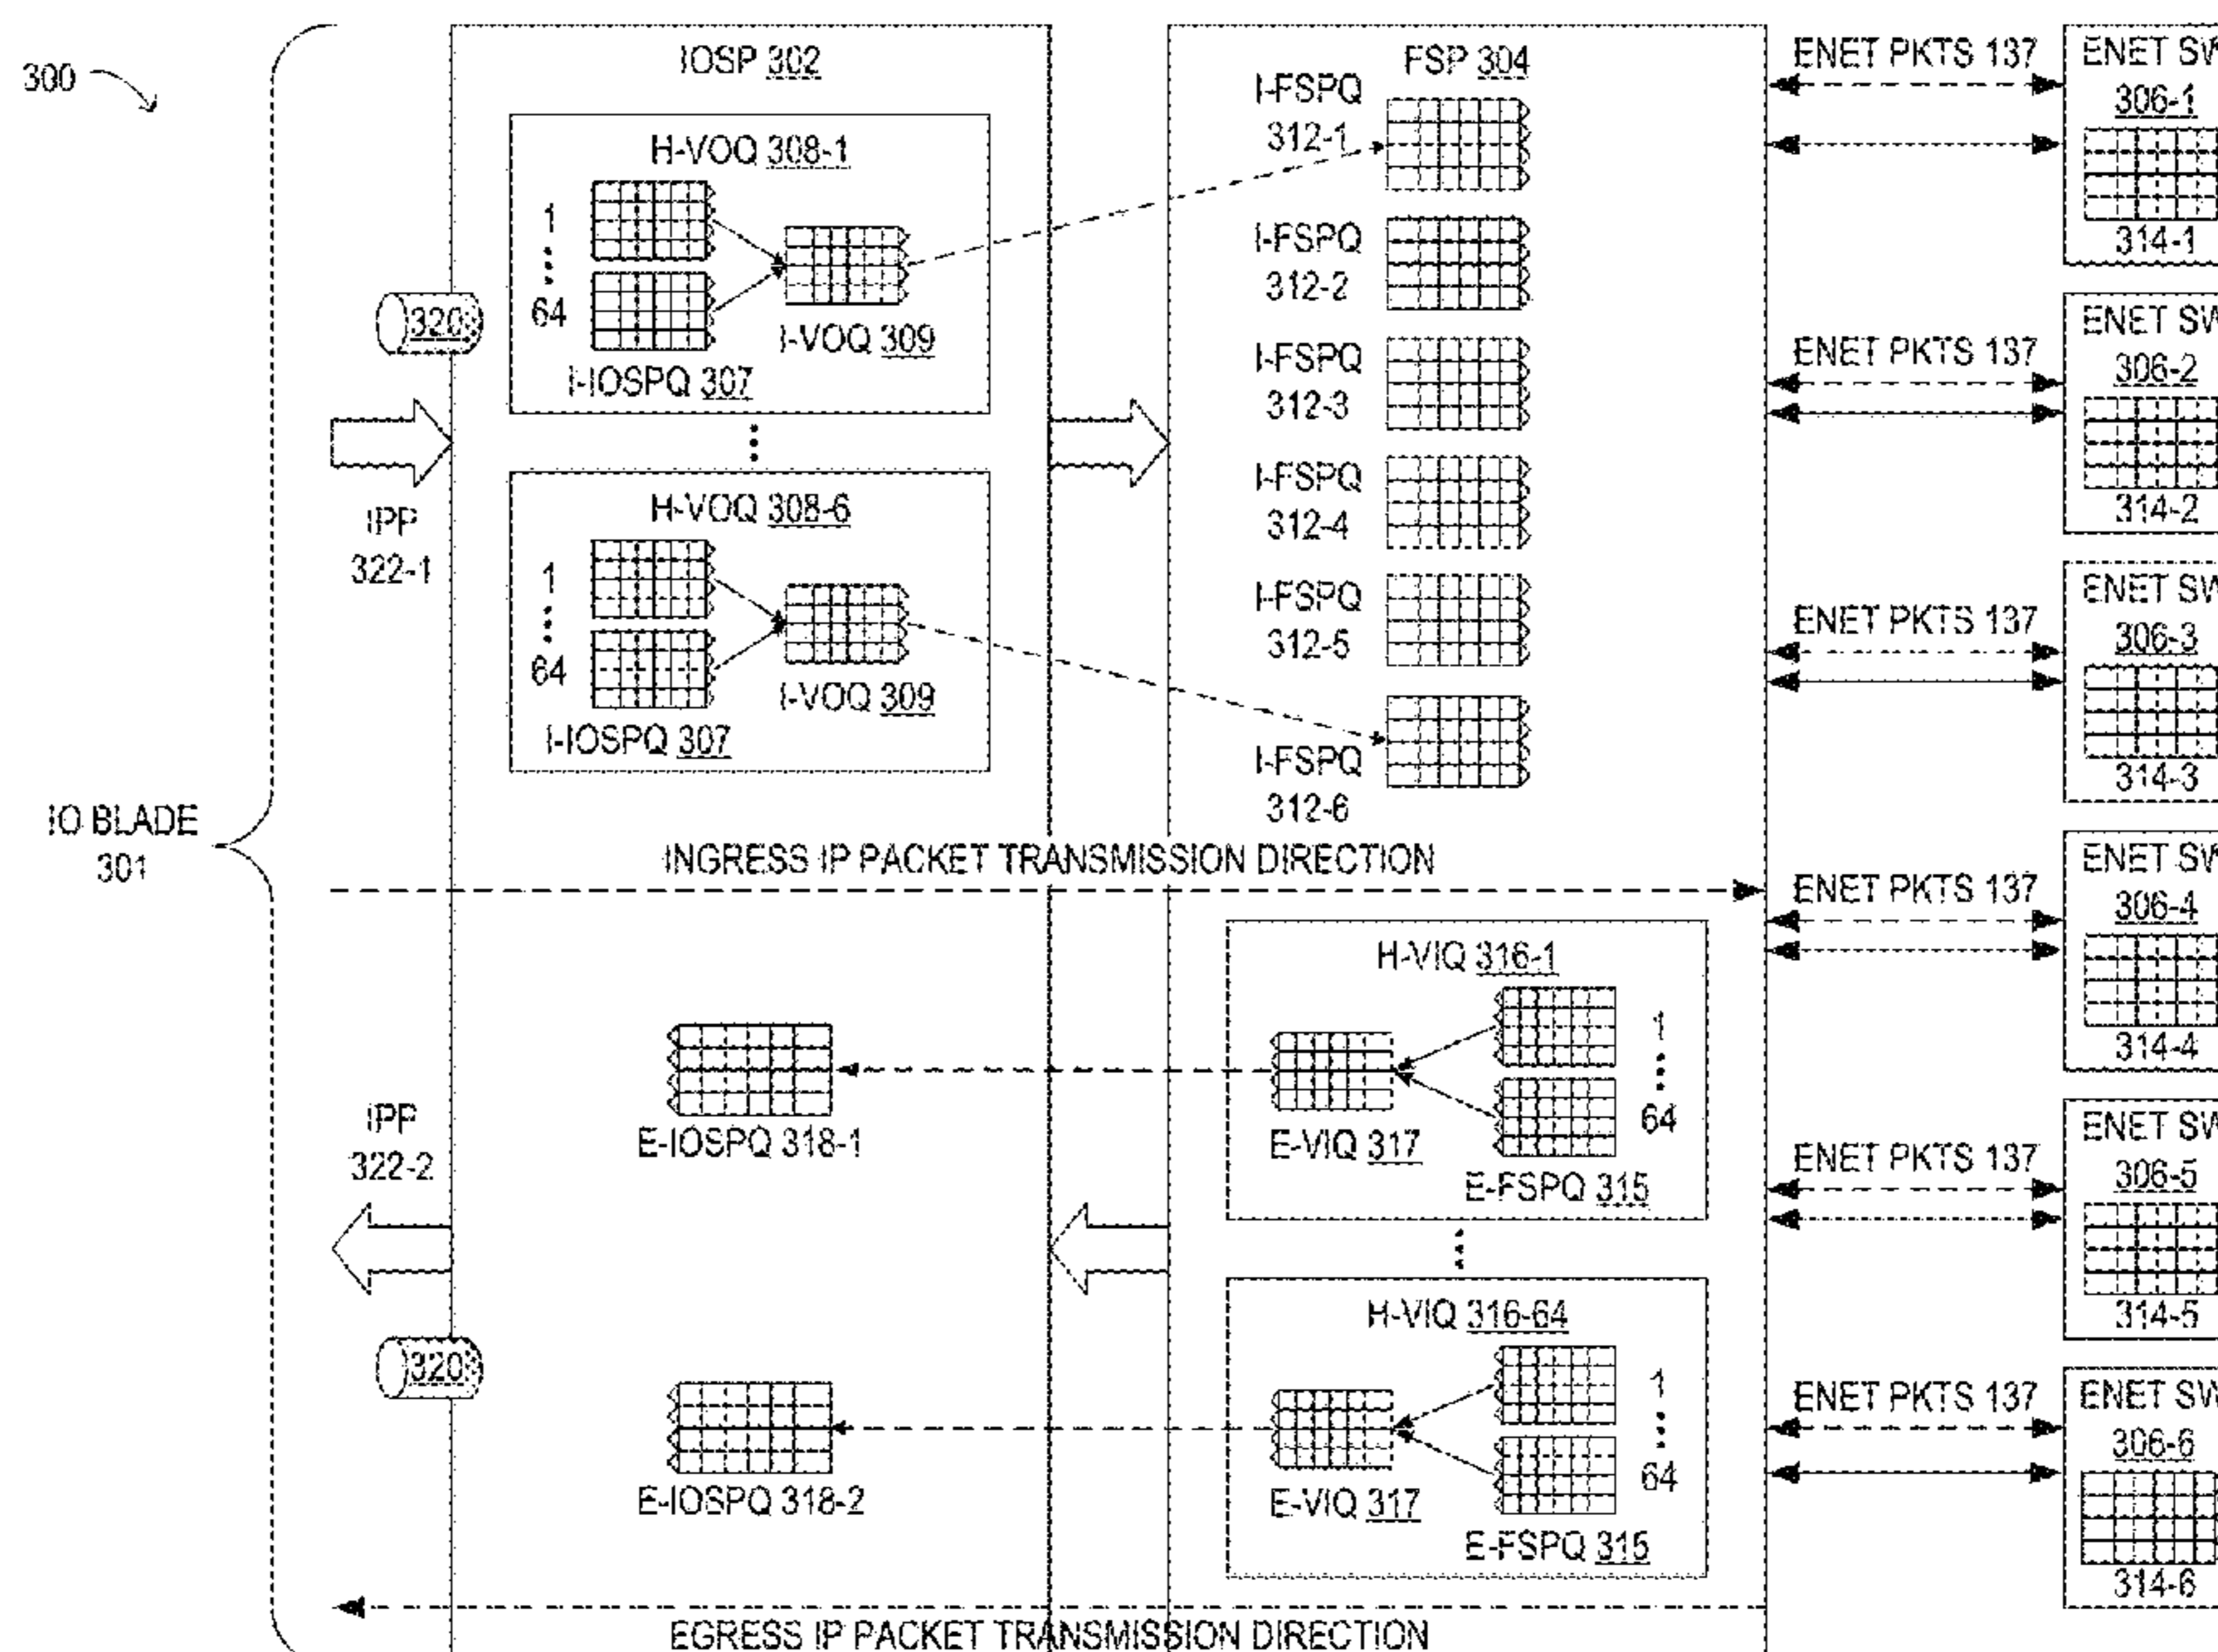 300
IO BLADE
301
IOSP 302
H-VOQ 308-1
1
64
I-IOSPQ 307
I-VOQ 309
320
IPP
322-1
H-VOQ 308-6
1
64
I-IOSPQ 307
I-VOQ 309
FSP 304
I-FSPQ
312-1
I-FSPQ
312-2
I-FSPQ
312-3
I-FSPQ
312-4
I-FSPQ
312-5
I-FSPQ
312-6
INGRESS IP PACKET TRANSMISSION DIRECTION
E-IOSPQ 318-1
IPP
322-2
320
E-IOSPQ 318-2
H-VIQ 316-1
1
64
E-VIQ 317
E-FSPQ 315
H-VIQ 316-64
1
64
E-VIQ 317
E-FSPQ 315
EGRESS IP PACKET TRANSMISSION DIRECTION
ENET PKTS 137
ENET SW
306-1
314-1
ENET PKTS 137
ENET SW
306-2
314-2
ENET PKTS 137
ENET SW
306-3
314-3
ENET PKTS 137
ENET SW
306-4
314-4
ENET PKTS 137
ENET SW
306-5
314-5
ENET PKTS 137
ENET SW
306-6
314-6